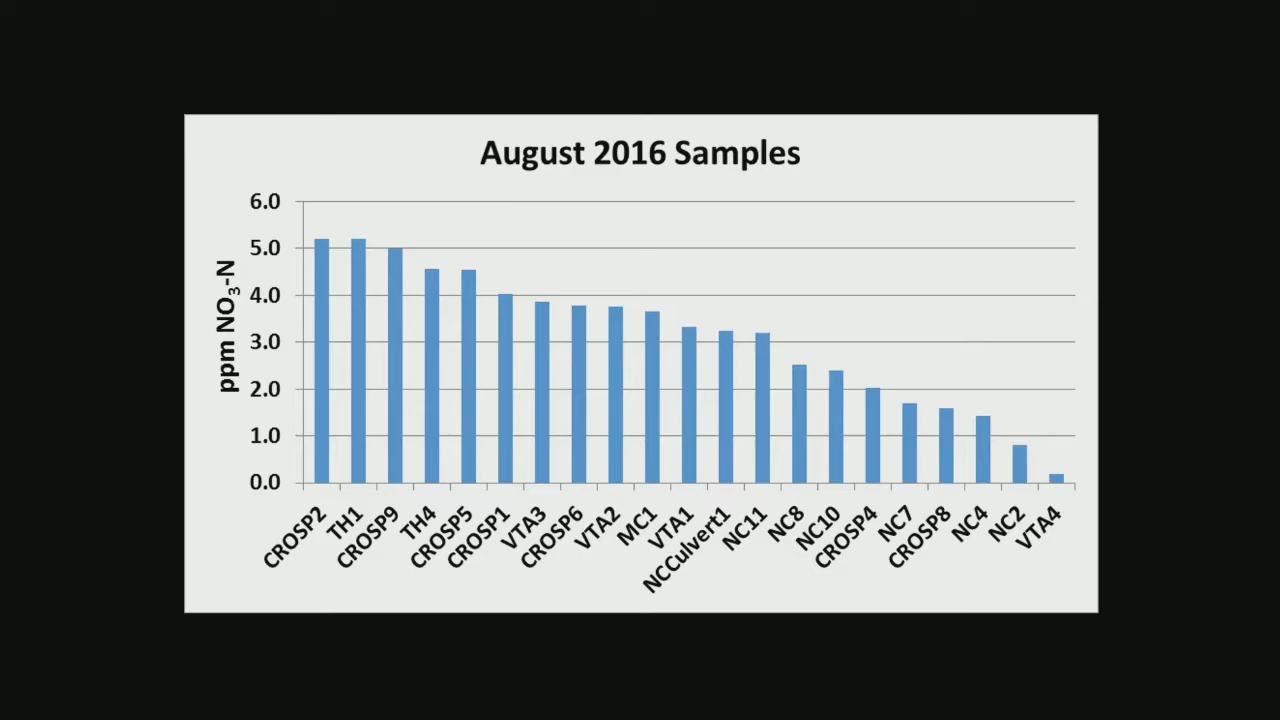 August 2016 Samples
ppm NO₃-N
6.0
5.0
4.0
3.0
2.0
1.0
0.0
CROSP2
TH1
CROSP9
TH4
CROSP5
CROSP1
VTA3
CROSP6
VTA2
MC1
VTA1
NCCulvert1
NC11
NC8
NC10
CROSP4
NC7
CROSP8
NC4
NC2
VTA4